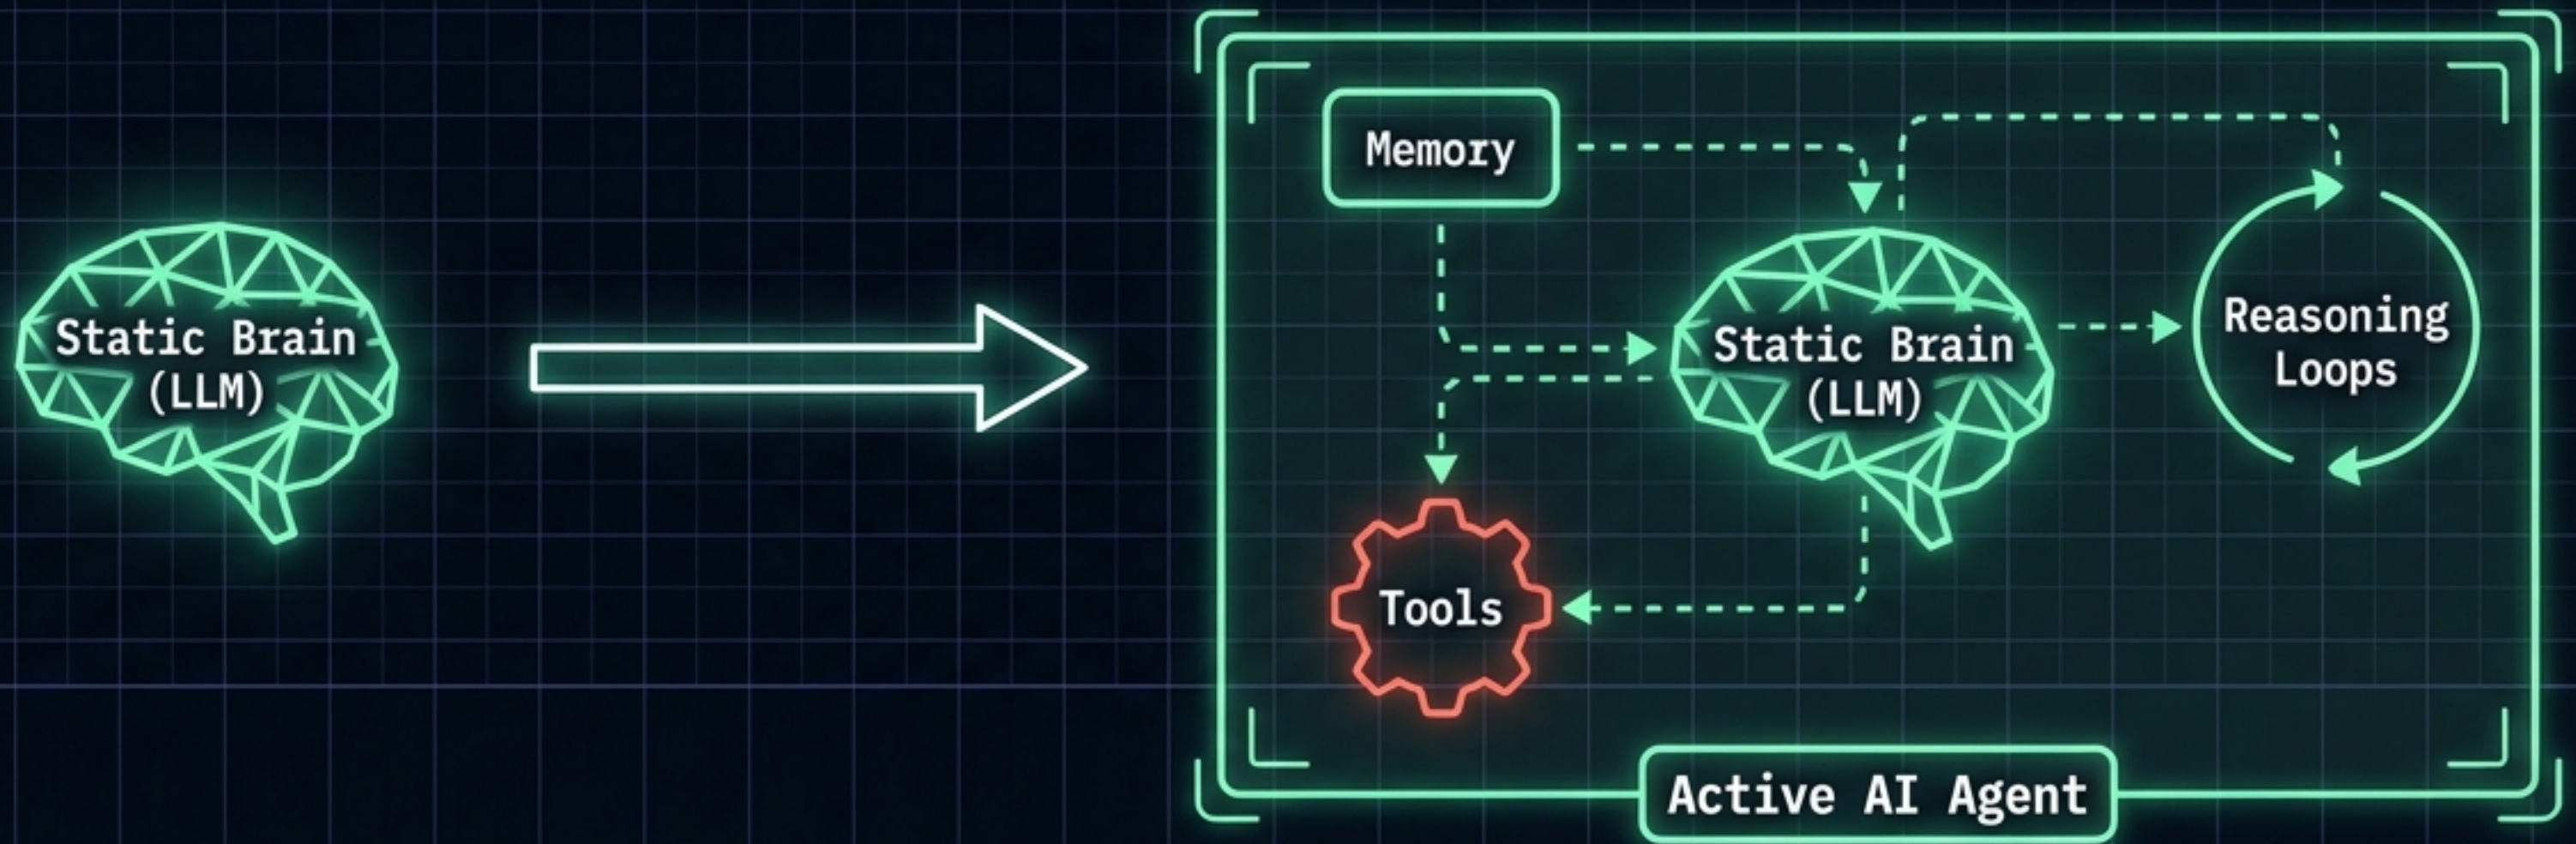 Static Brain
(LLM)
Memory
Static Brain
(LLM)
Reasoning
Loops
Tools
Active AI Agent